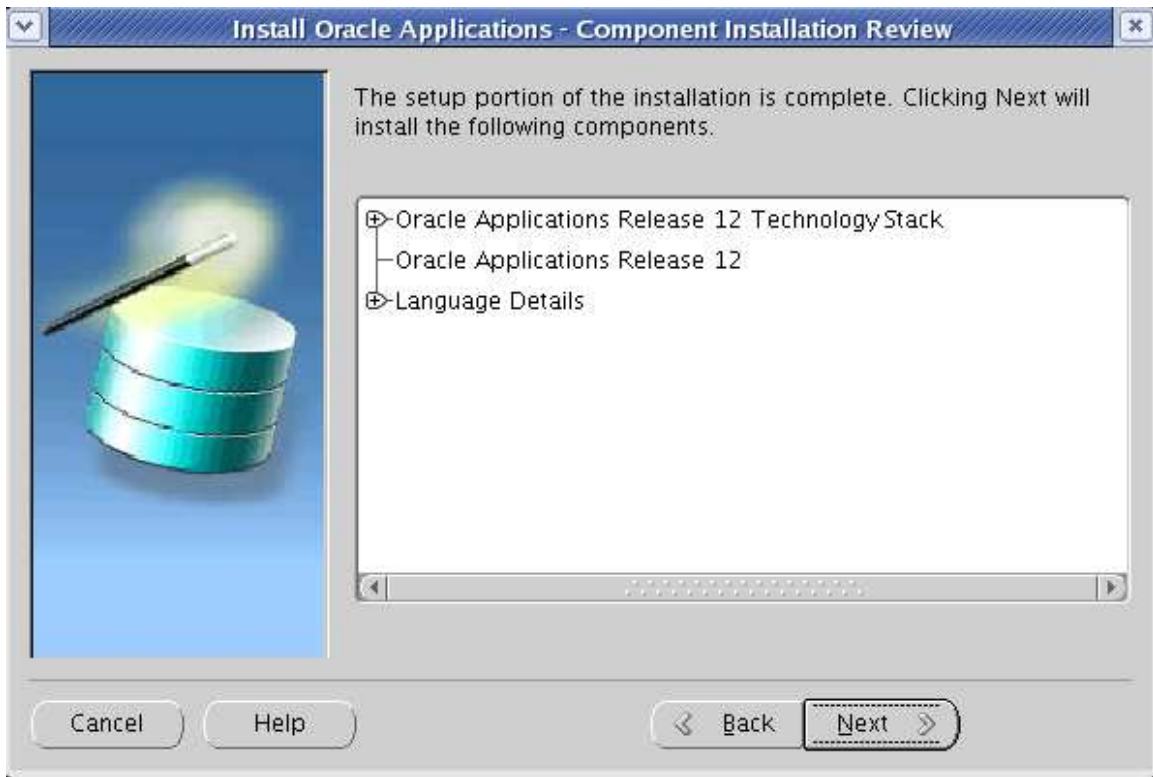 Install Oracle Applications - Component Installation Review
The setup portion of the installation is complete. Clicking Next will
install the following components.
Oracle Applications Release 12 Technology Stack
Oracle Applications Release 12
Language Details
Cancel
Help
Back
Next